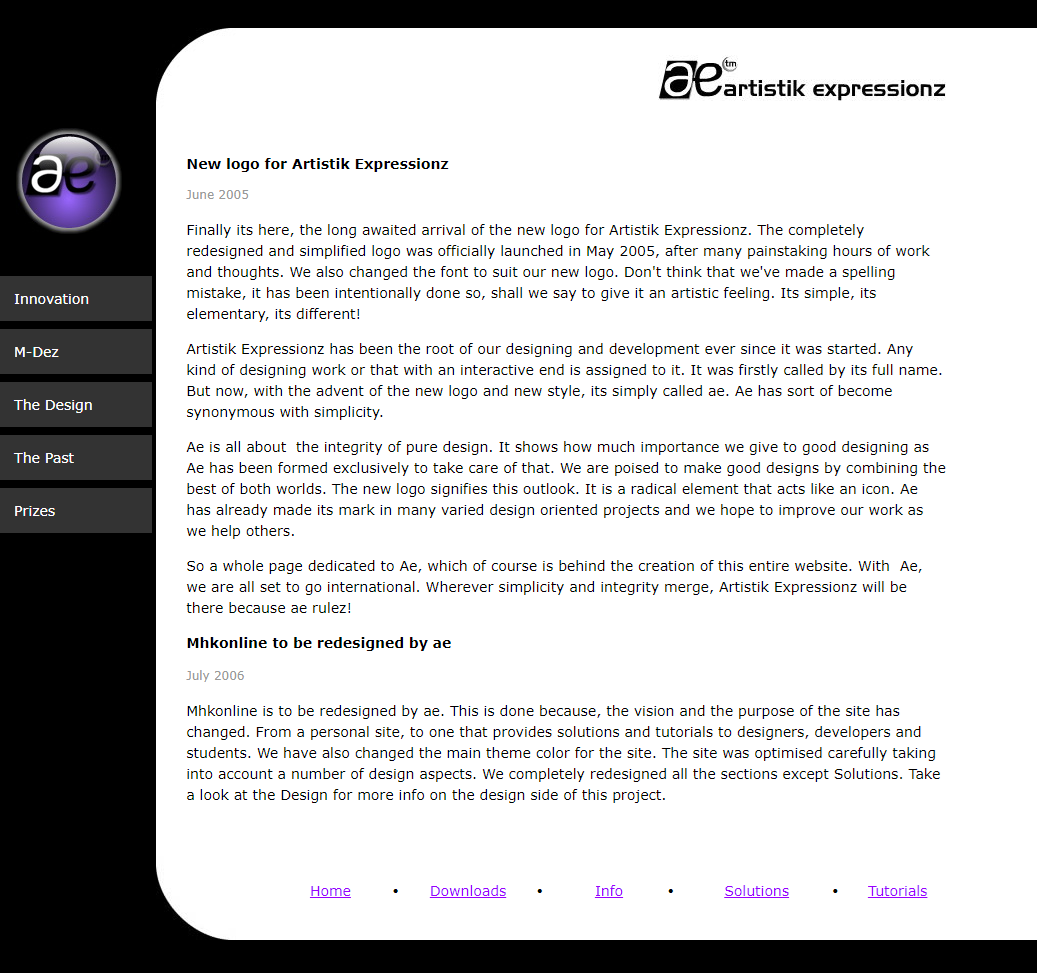 ae tm artistik expressionz
ae
Innovation
M-Dez
The Design
The Past
Prizes
New logo for Artistik Expressionz
June 2005
Finally its here, the long awaited arrival of the new logo for Artistik Expressionz. The completely
redesigned and simplified logo was officially launched in May 2005, after many painstaking hours of work
and thoughts. We also changed the font to suit our new logo. Don't think that we've made a spelling
mistake, it has been intentionally done so, shall we say to give it an artistic feeling. Its simple, its
elementary, its different!
Artistik Expressionz has been the root of our designing and development ever since it was started. Any
kind of designing work or that with an interactive end is assigned to it. It was firstly called by its full name.
But now, with the advent of the new logo and new style, its simply called ae. Ae has sort of become
synonymous with simplicity.
Ae is all about  the integrity of pure design. It shows how much importance we give to good designing as
Ae has been formed exclusively to take care of that. We are poised to make good designs by combining the
best of both worlds. The new logo signifies this outlook. It is a radical element that acts like an icon. Ae
has already made its mark in many varied design oriented projects and we hope to improve our work as
we help others.
So a whole page dedicated to Ae, which of course is behind the creation of this entire website. With  Ae,
we are all set to go international. Wherever simplicity and integrity merge, Artistik Expressionz will be
there because ae rulez!
Mhkonline to be redesigned by ae
July 2006
Mhkonline is to be redesigned by ae. This is done because, the vision and the purpose of the site has
changed. From a personal site, to one that provides solutions and tutorials to designers, developers and
students. We have also changed the main theme color for the site. The site was optimised carefully taking
into account a number of design aspects. We completely redesigned all the sections except Solutions. Take
a look at the Design for more info on the design side of this project.
Home • Downloads • Info • Solutions • Tutorials